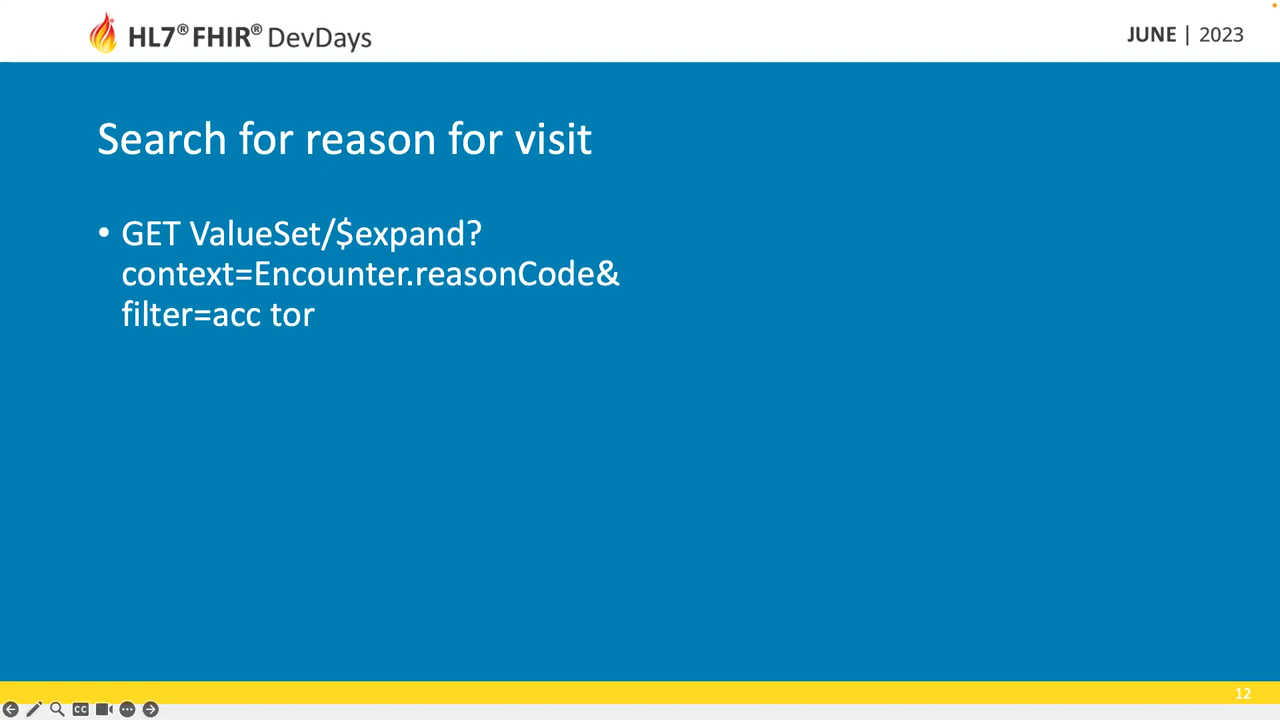 HL7® FHIR® DevDays
JUNE | 2023
Search for reason for visit
• GET ValueSet/$expand?
context=Encounter.reasonCode&
filter=acc tor
12
CC